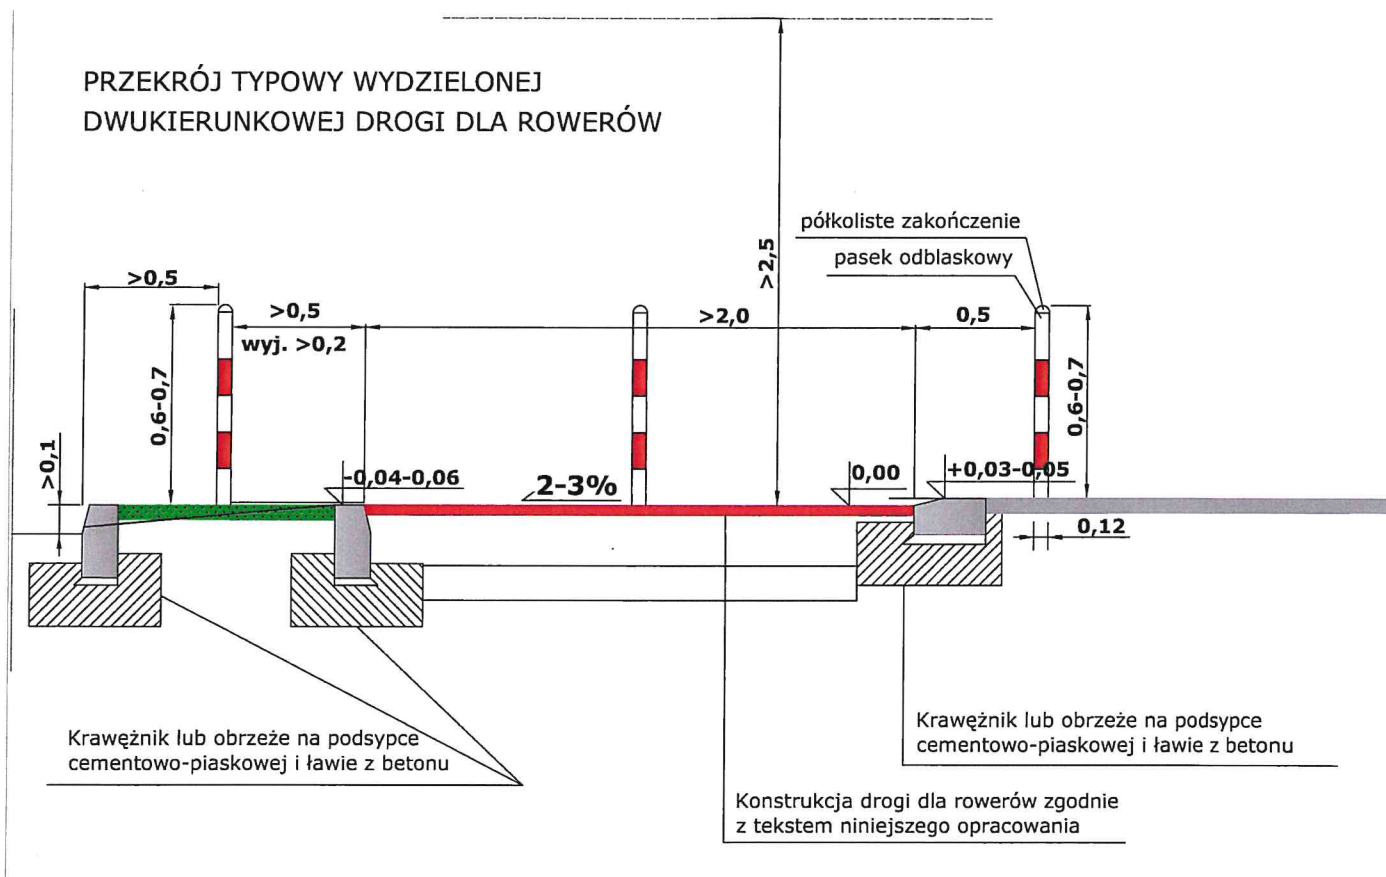 PRZEKRÓJ TYPOWY WYDZIELONEJ
DWUKIERUNKOWEJ DROGI DLA ROWERÓW
półkoliste zakończenie
pasek odblaskowy
>2,5
>0,5
>0,5
wyj. >0,2
>2,0
0,5
0,6-0,7
0,6-0,7
>0,1
-0,04-0,06
2-3%
0,00
+0,03-0,05
0,12
Krawężnik lub obrzeże na podsypce
cementowo-piaskowej i ławie z betonu
Krawężnik lub obrzeże na podsypce
cementowo-piaskowej i ławie z betonu
Konstrukcja drogi dla rowerów zgodnie
z tekstem niniejszego opracowania